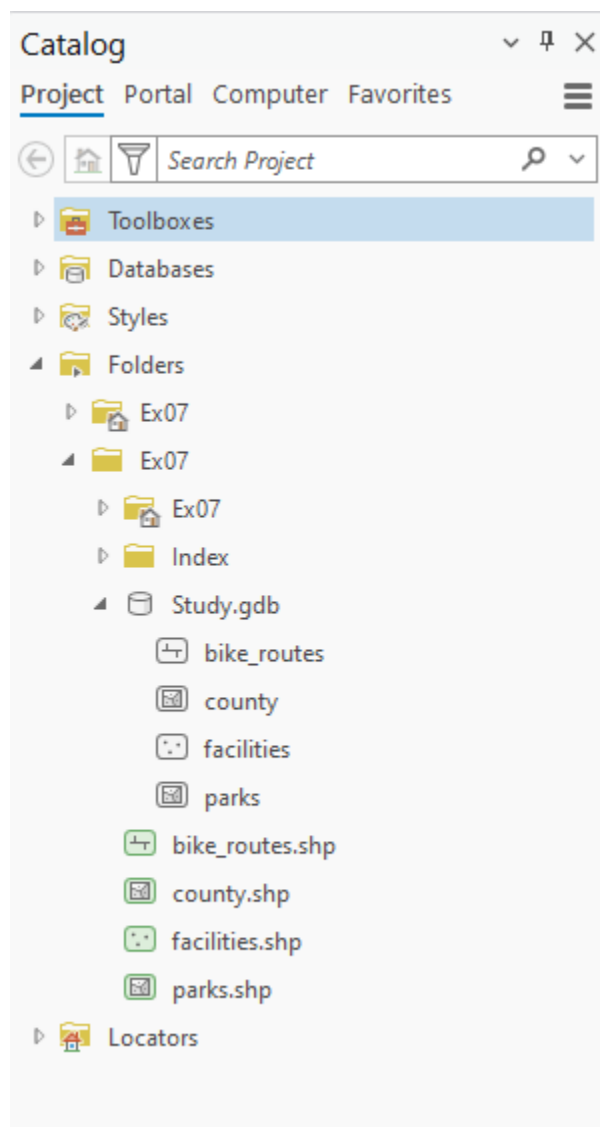 Catalog
Project Portal Computer Favorites
Search Project
Toolboxes
Databases
Styles
Folders
Ex07
Ex07
Ex07
Index
Study.gdb
bike_routes
county
facilities
parks
bike_routes.shp
county.shp
facilities.shp
parks.shp
Locators